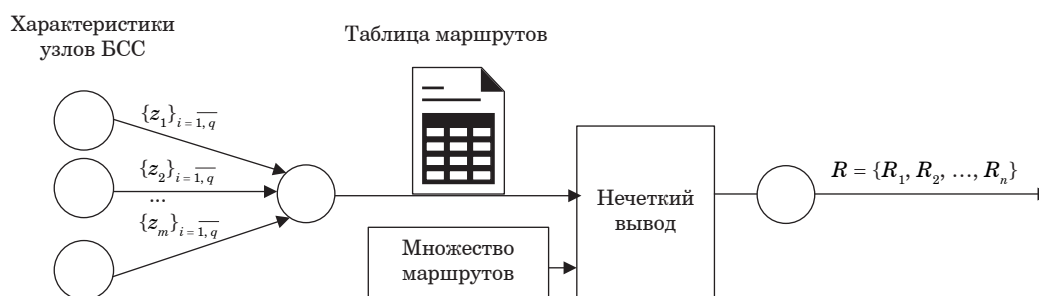 Характеристики
узлов БСС
Таблица маршрутов
{z₁}ᵢ ₌ 1, q
{z₂}ᵢ ₌ 1, q
...
{zₘ}ᵢ ₌ 1, q
Множество
маршрутов
Нечеткий
вывод
R = {R₁, R₂, ..., Rₙ}